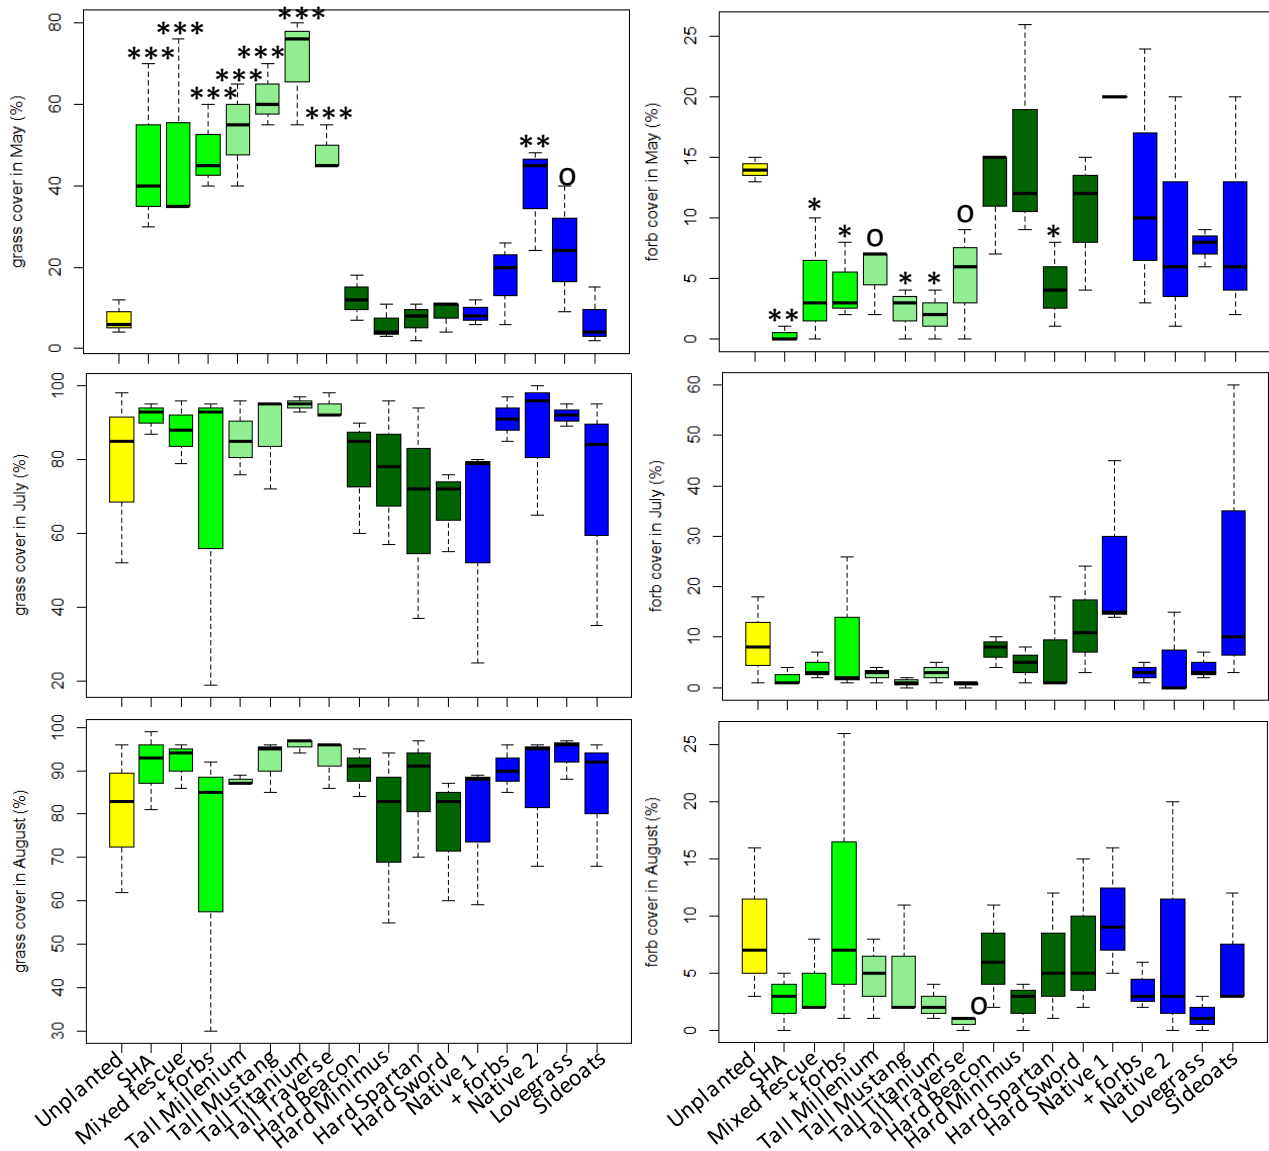 grass cover in May (%)
80
60
40
20
0
***
***
***
***
***
***
***
**
o
forb cover in May (%)
25
20
15
10
5
0
**
*
*
o
*
*
o
*
grass cover in July (%)
100
80
60
40
20
forb cover in July (%)
60
50
40
30
20
10
0
grass cover in August (%)
100
90
80
70
60
50
40
30
forb cover in August (%)
25
20
15
10
5
0
o
Unplanted
SHA
Mixed fescue
+ forbs
Tall Millenium
Tall Mustang
Tall Titanium
Tall Traverse
Hard Beacon
Hard Minimus
Hard Spartan
Hard Sword
Native 1
+ forbs
Native 2
Lovegrass
Sideoats
Unplanted
SHA
Mixed fescue
+ forbs
Tall Millenium
Tall Mustang
Tall Titanium
Tall Traverse
Hard Beacon
Hard Minimus
Hard Spartan
Hard Sword
Native 1
+ forbs
Native 2
Lovegrass
Sideoats